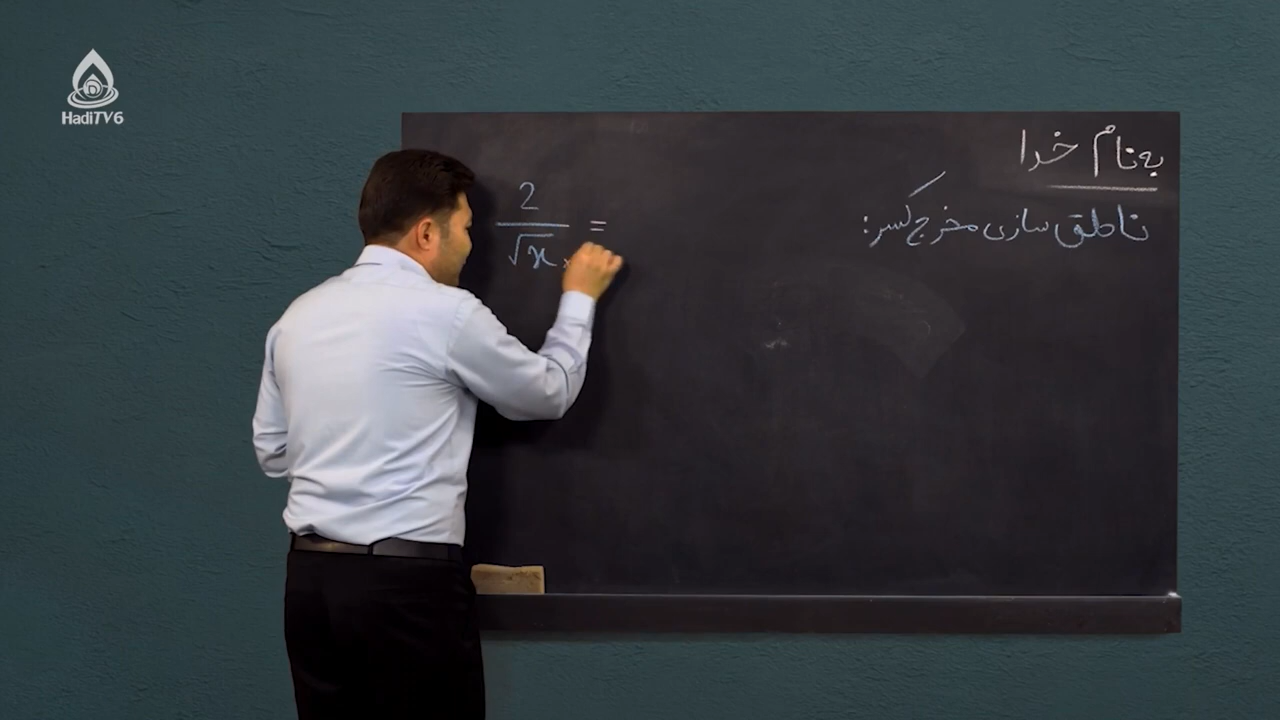 HadiTV6
به نام خدا
ناطق سازی مخرج کسر:
2
√x × =